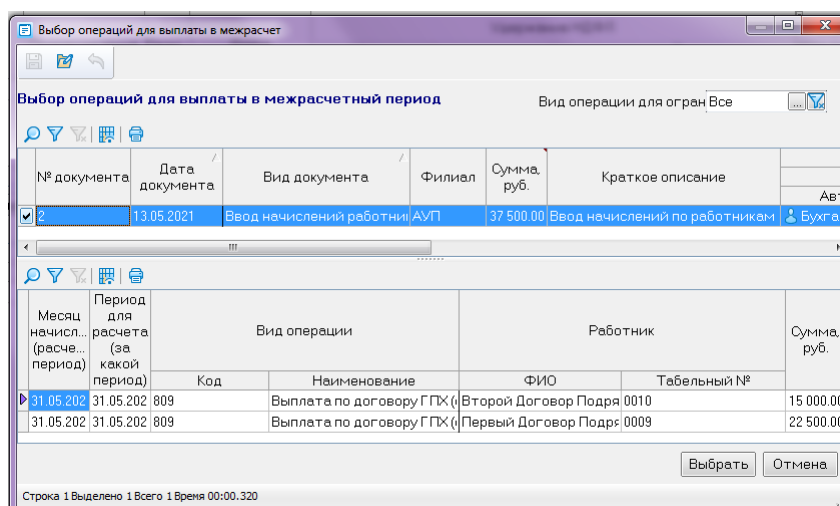 Выбор операций для выплаты в межрасчет
Выбор операций для выплаты в межрасчетный период
Вид операции для огран Все ...
№ документа Дата документа Вид документа Филиал Сумма, руб. Краткое описание
Авт
2 13.05.2021 Ввод начислений работни АУП 37 500.00 Ввод начислений по работникам Бухга
Месяц начисл... (расче... период) Период для расчета (за какой период) Вид операции Работник Сумма, руб.
Код Наименование ФИО Табельный №
31.05.202 31.05.202 809 Выплата по договору ГПХ ( Второй Договор Подря 0010 15 000.00
31.05.202 31.05.202 809 Выплата по договору ГПХ ( Первый Договор Подря 0009 22 500.00
Выбрать Отмена
Строка 1 Выделено 1 Всего 1 Время 00:00.320